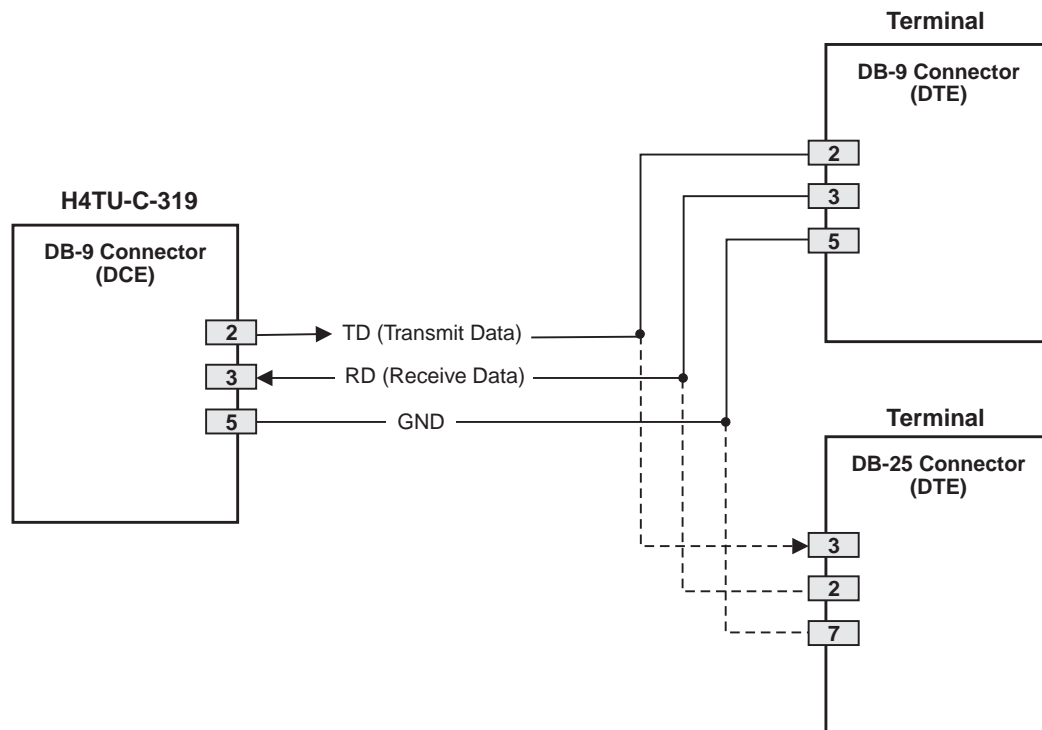 Terminal
DB-9 Connector
(DTE)
2
3
5
H4TU-C-319
DB-9 Connector
(DCE)
2
TD (Transmit Data)
3
RD (Receive Data)
5
GND
Terminal
DB-25 Connector
(DTE)
3
2
7